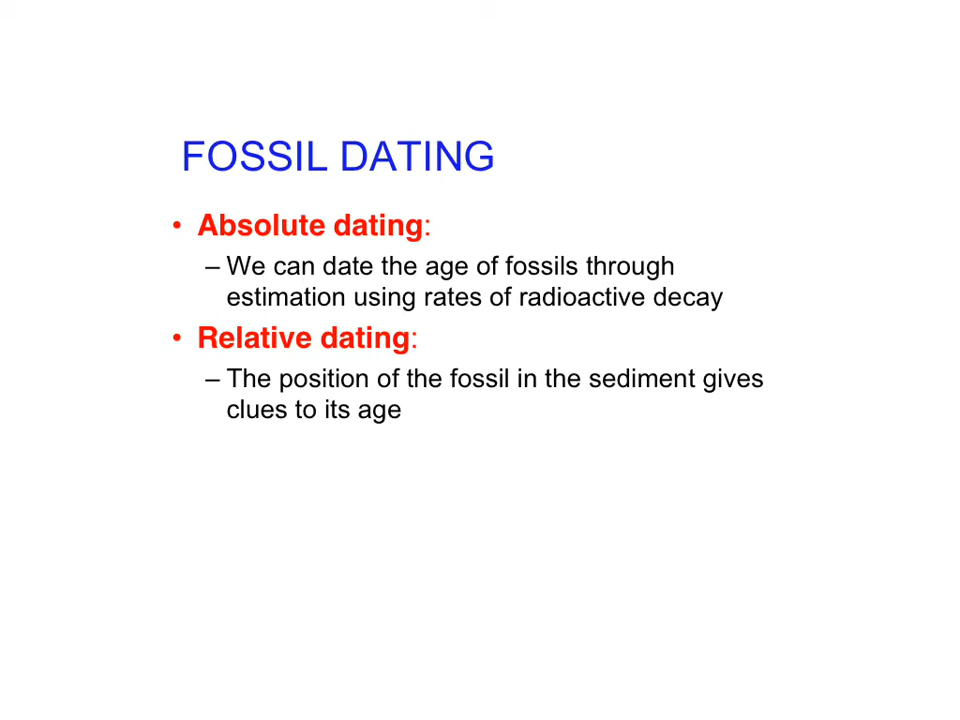 FOSSIL DATING
• Absolute dating:
– We can date the age of fossils through
estimation using rates of radioactive decay
• Relative dating:
– The position of the fossil in the sediment gives
clues to its age